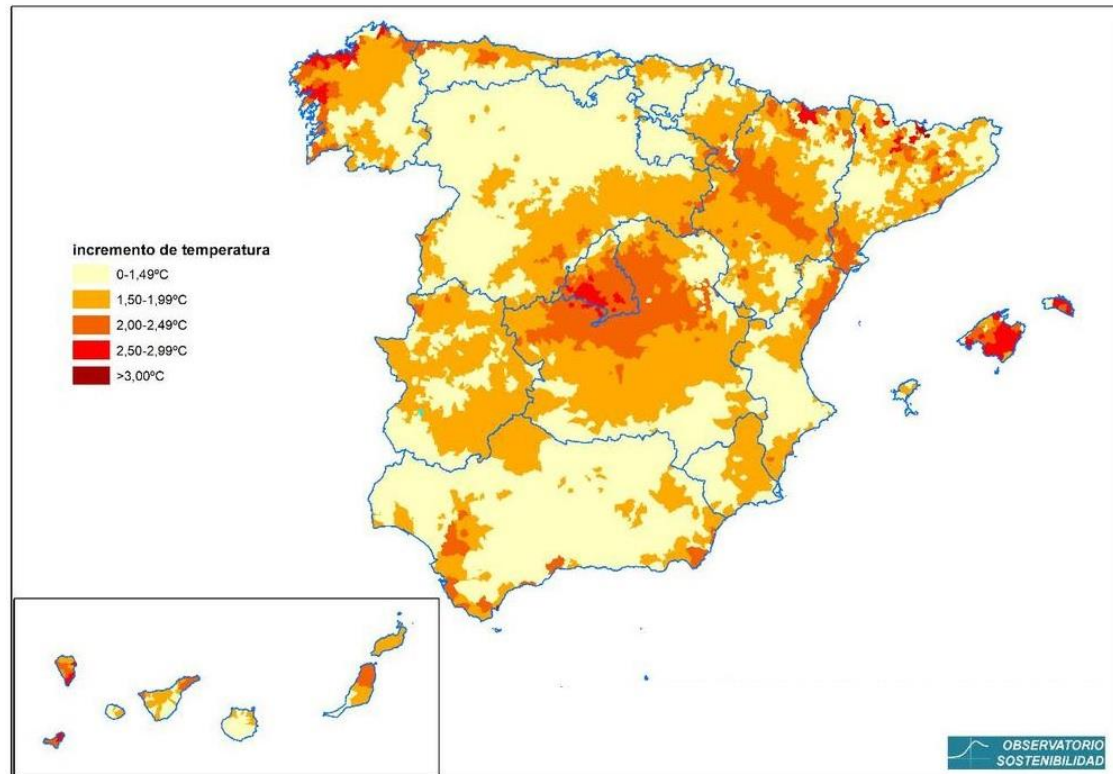 incremento de temperatura
0-1,49ºC
1,50-1,99ºC
2,00-2,49ºC
2,50-2,99ºC
>3,00ºC
OBSERVATORIO
SOSTENIBILIDAD